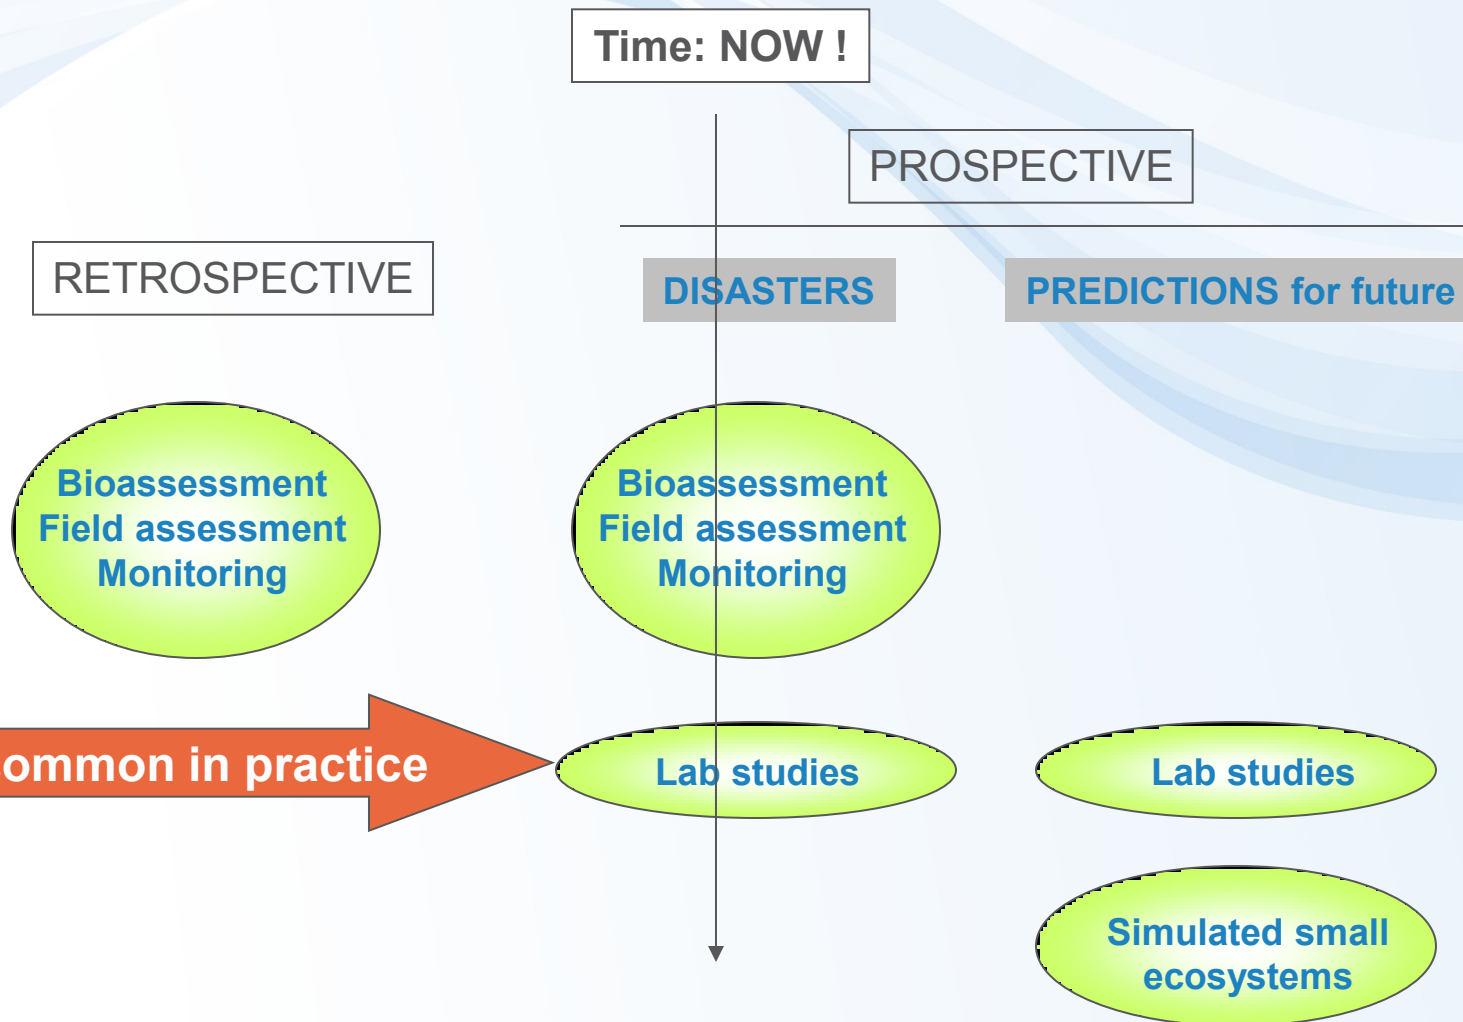 Time: NOW !
PROSPECTIVE
RETROSPECTIVE
DISASTERS
PREDICTIONS for future
Bioassessment
Field assessment
Monitoring
Bioassessment
Field assessment
Monitoring
common in practice
Lab studies
Lab studies
Simulated small
ecosystems